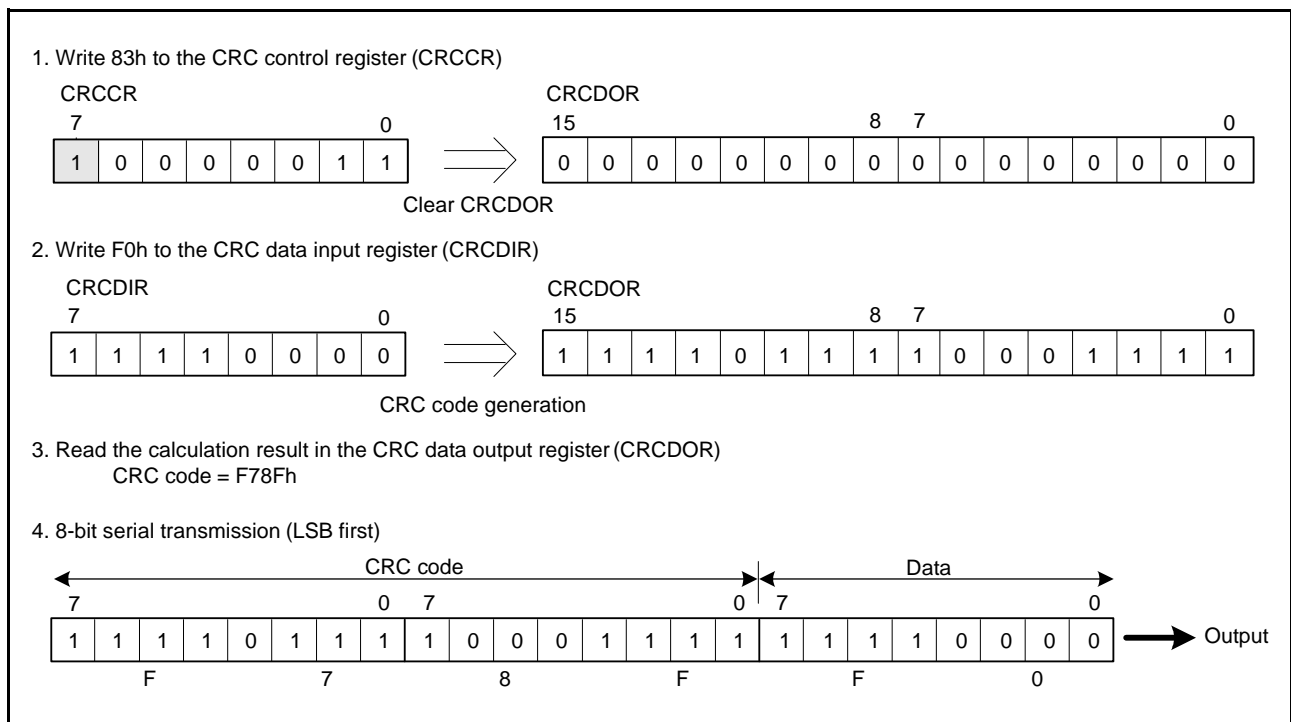 1. Write 83h to the CRC control register (CRCCR)
CRCCR CRCDOR
7 0 15 8 7 0
1 0 0 0 0 0 1 1 0 0 0 0 0 0 0 0 0 0 0 0 0 0 0 0
Clear CRCDOR
2. Write F0h to the CRC data input register (CRCDIR)
CRCDIR CRCDOR
7 0 15 8 7 0
1 1 1 1 0 0 0 0 1 1 1 1 0 1 1 1 1 0 0 0 1 1 1 1
CRC code generation
3. Read the calculation result in the CRC data output register (CRCDOR)
CRC code = F78Fh
4. 8-bit serial transmission (LSB first)
CRC code Data
7 0 7 0 7 0
1 1 1 1 0 1 1 1 1 0 0 0 1 1 1 1 1 1 1 1 0 0 0 0 Output
F 7 8 F F 0